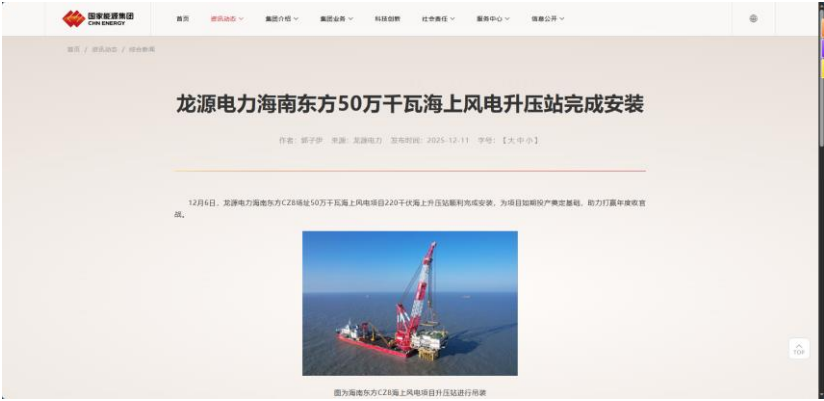 国家能源集团
CHN ENERGY
首页 资讯动态 集团介绍 集团业务 科技创新 社会责任 服务中心 信息公开
首页 / 资讯动态 / 综合新闻
龙源电力海南东方50万千瓦海上风电升压站完成安装
作者: 郭子伊 来源: 龙源电力 发布时间: 2025-12-11 字号:【大 中 小】
12月6日，龙源电力海南东方CZ8场址50万千瓦海上风电项目220千伏海上升压站顺利完成安装，为项目如期投产奠定基础，助力打赢年度收官
战。
图为海南东方CZ8海上风电项目升压站进行吊装
TOP